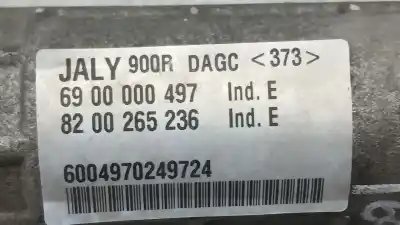 JALY 900R DAGC <373>
69 00 000 497 Ind. E
82 00 265 236 Ind. E
6004970249724